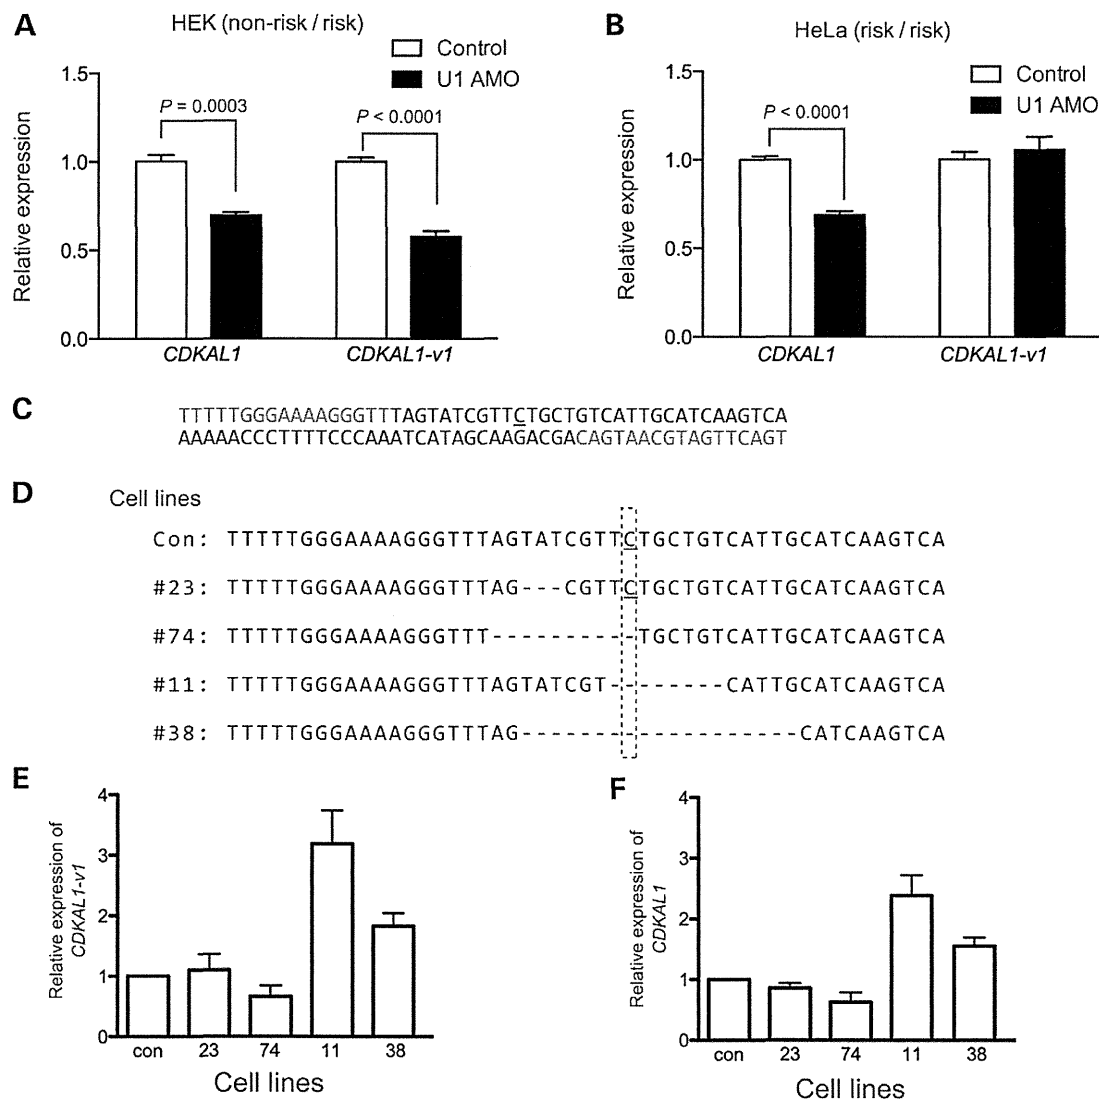 A
HEK (non-risk / risk)
Control
U1 AMO
P = 0.0003
P < 0.0001
Relative expression
1.5
1.0
0.5
0.0
CDKAL1
CDKAL1-v1
B
HeLa (risk / risk)
Control
U1 AMO
P < 0.0001
Relative expression
1.5
1.0
0.5
0.0
CDKAL1
CDKAL1-v1
C
TTTTTGGGAAAAGGGTTTAGTATCGTTCTGCTGTCATTGCATCAAGTCA
AAAAACCCTTTTCCCAAATCATAGCAAGACGACAGTAACGTAGTTCAGT
D
Cell lines
Con: TTTTTGGGAAAAGGGTTTAGTATCGTTCTGCTGTCATTGCATCAAGTCA
#23: TTTTTGGGAAAAGGGTTTAG---CGTTCTGCTGTCATTGCATCAAGTCA
#74: TTTTTGGGAAAAGGGTTT----------TGCTGTCATTGCATCAAGTCA
#11: TTTTTGGGAAAAGGGTTTAGTATCGT--------CATTGCATCAAGTCA
#38: TTTTTGGGAAAAGGGTTTAG-------------------CATCAAGTCA
E
Relative expression of
CDKAL1-v1
4
3
2
1
0
con 23 74 11 38
Cell lines
F
Relative expression of
CDKAL1
4
3
2
1
0
con 23 74 11 38
Cell lines